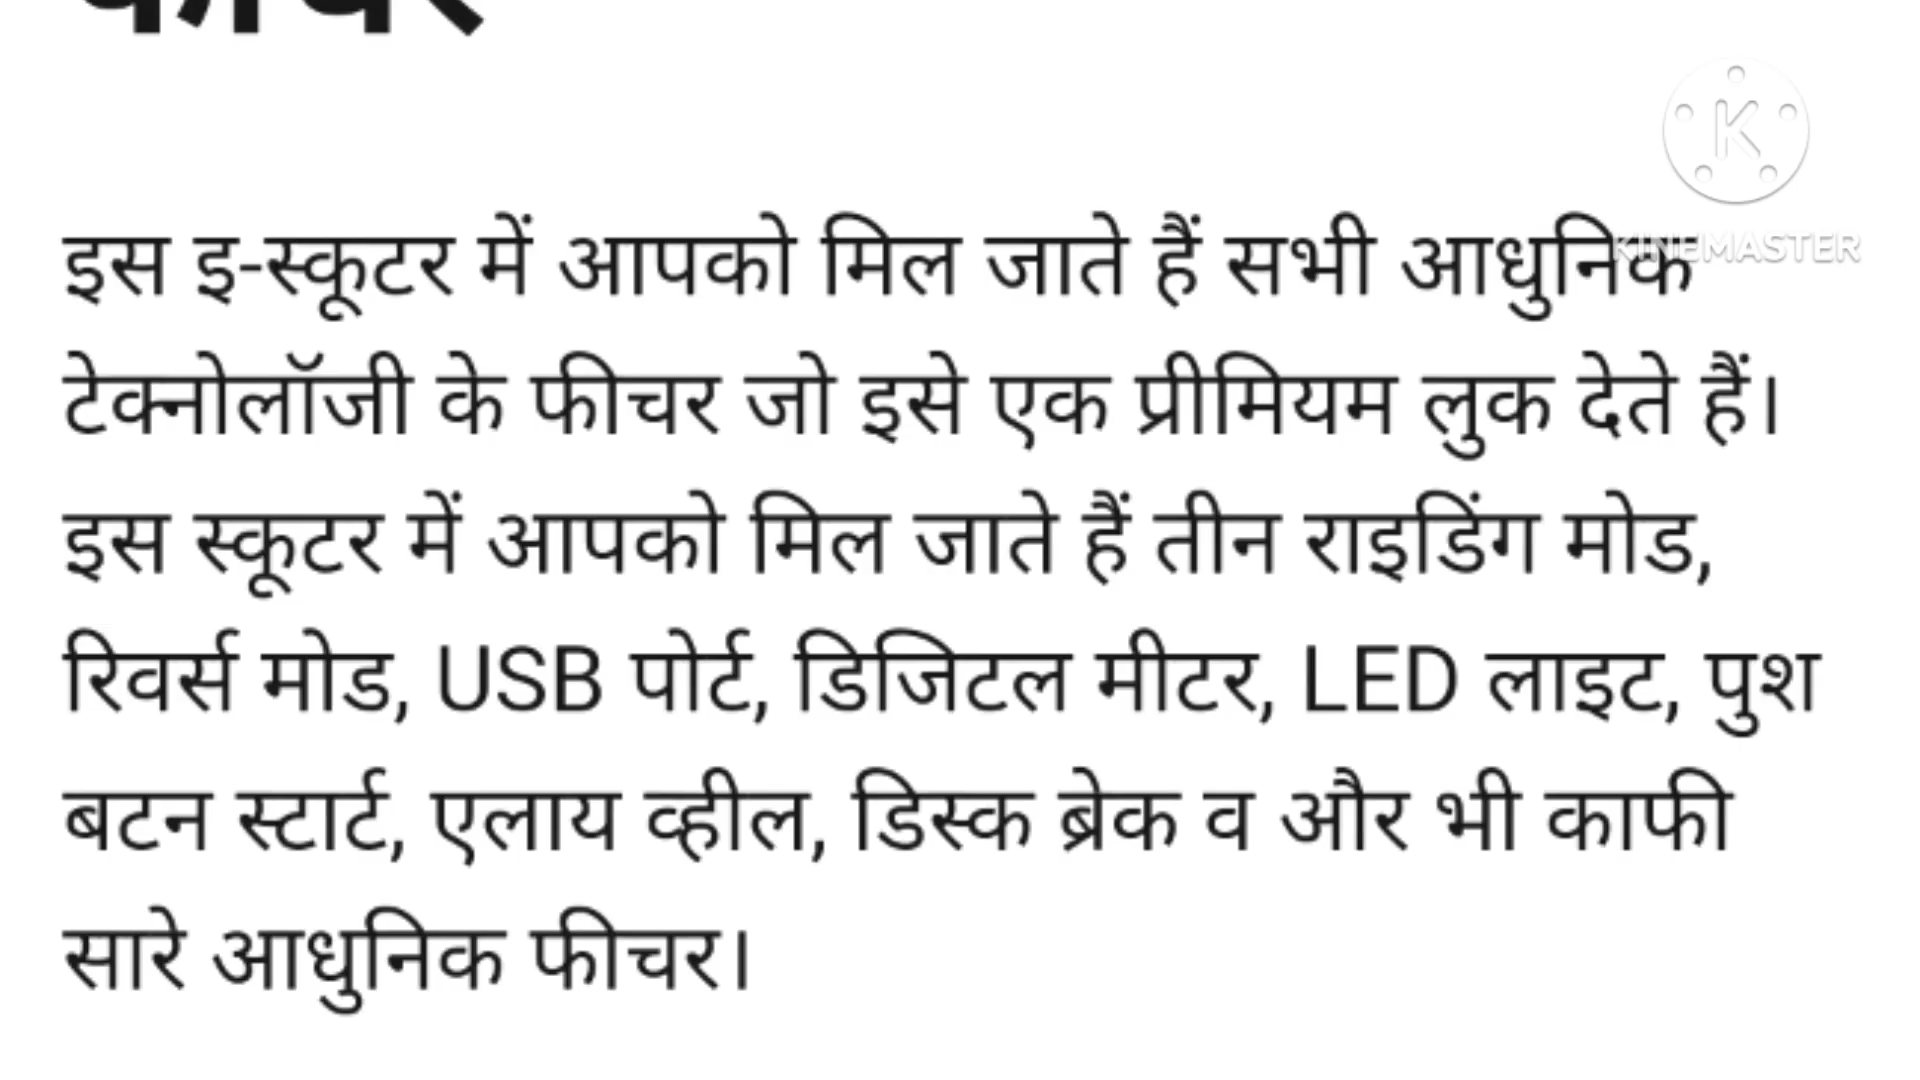 फीचर
KINEMASTER
इस इ-स्कूटर में आपको मिल जाते हैं सभी आधुनिक
टेक्नोलॉजी के फीचर जो इसे एक प्रीमियम लुक देते हैं।
इस स्कूटर में आपको मिल जाते हैं तीन राइडिंग मोड,
रिवर्स मोड, USB पोर्ट, डिजिटल मीटर, LED लाइट, पुश
बटन स्टार्ट, एलाय व्हील, डिस्क ब्रेक व और भी काफी
सारे आधुनिक फीचर।